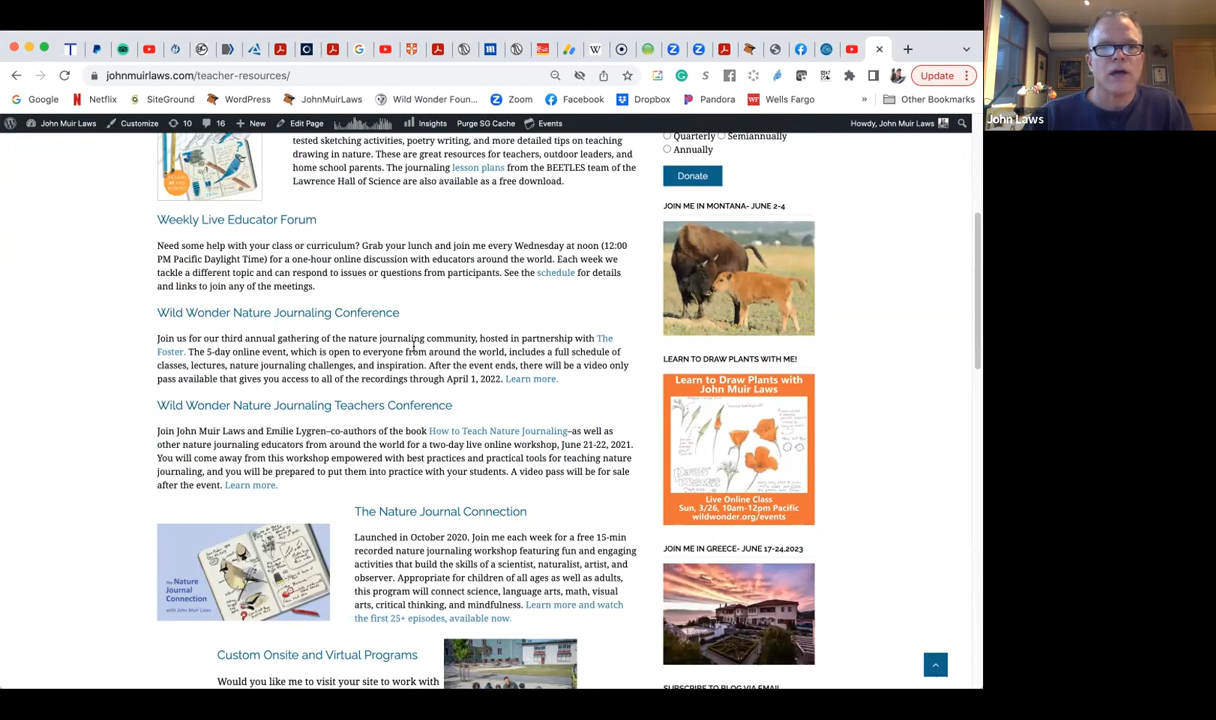 johnmuirlaws.com/teacher-resources/
Update
Google
Netflix
SiteGround
WordPress
JohnMuirLaws
Wild Wonder Foun...
Zoom
Facebook
Dropbox
Pandora
Wells Fargo
»
Other Bookmarks
John Muir Laws
Customize
10
16
+ New
Edit Page
Insights
Purge SG Cache
Events
Howdy, John Muir Laws
John Laws
tested sketching activities, poetry writing, and more detailed tips on teaching
drawing in nature. These are great resources for teachers, outdoor leaders, and
home school parents. The journaling lesson plans from the BEETLES team of the
Lawrence Hall of Science are also available as a free download.
Weekly Live Educator Forum
Need some help with your class or curriculum? Grab your lunch and join me every Wednesday at noon (12:00
PM Pacific Daylight Time) for a one-hour online discussion with educators around the world. Each week we
tackle a different topic and can respond to issues or questions from participants. See the schedule for details
and links to join any of the meetings.
Wild Wonder Nature Journaling Conference
Join us for our third annual gathering of the nature journaling community, hosted in partnership with The
Foster. The 5-day online event, which is open to everyone from around the world, includes a full schedule of
classes, lectures, nature journaling challenges, and inspiration. After the event ends, there will be a video only
pass available that gives you access to all of the recordings through April 1, 2022. Learn more.
Wild Wonder Nature Journaling Teachers Conference
Join John Muir Laws and Emilie Lygren–co-authors of the book How to Teach Nature Journaling–as well as
other nature journaling educators from around the world for a two-day live online workshop, June 21-22, 2021.
You will come away from this workshop empowered with best practices and practical tools for teaching nature
journaling, and you will be prepared to put them into practice with your students. A video pass will be for sale
after the event. Learn more.
The Nature Journal Connection
Launched in October 2020. Join me each week for a free 15-min
recorded nature journaling workshop featuring fun and engaging
activities that build the skills of a scientist, naturalist, artist, and
observer. Appropriate for children of all ages as well as adults,
this program will connect science, language arts, math, visual
arts, critical thinking, and mindfulness. Learn more and watch
the first 25+ episodes, available now.
The Nature
Journal
Connection
with John Muir Laws
Custom Onsite and Virtual Programs
Would you like me to visit your site to work with
Quarterly Semiannually
Annually
Donate
JOIN ME IN MONTANA- JUNE 2-4
LEARN TO DRAW PLANTS WITH ME!
Learn to Draw Plants with
John Muir Laws
Live Online Class
Sun, 3/26, 10am-12pm Pacific
wildwonder.org/events
JOIN ME IN GREECE- JUNE 17-24,2023
SUBSCRIBE TO BLOG VIA EMAIL